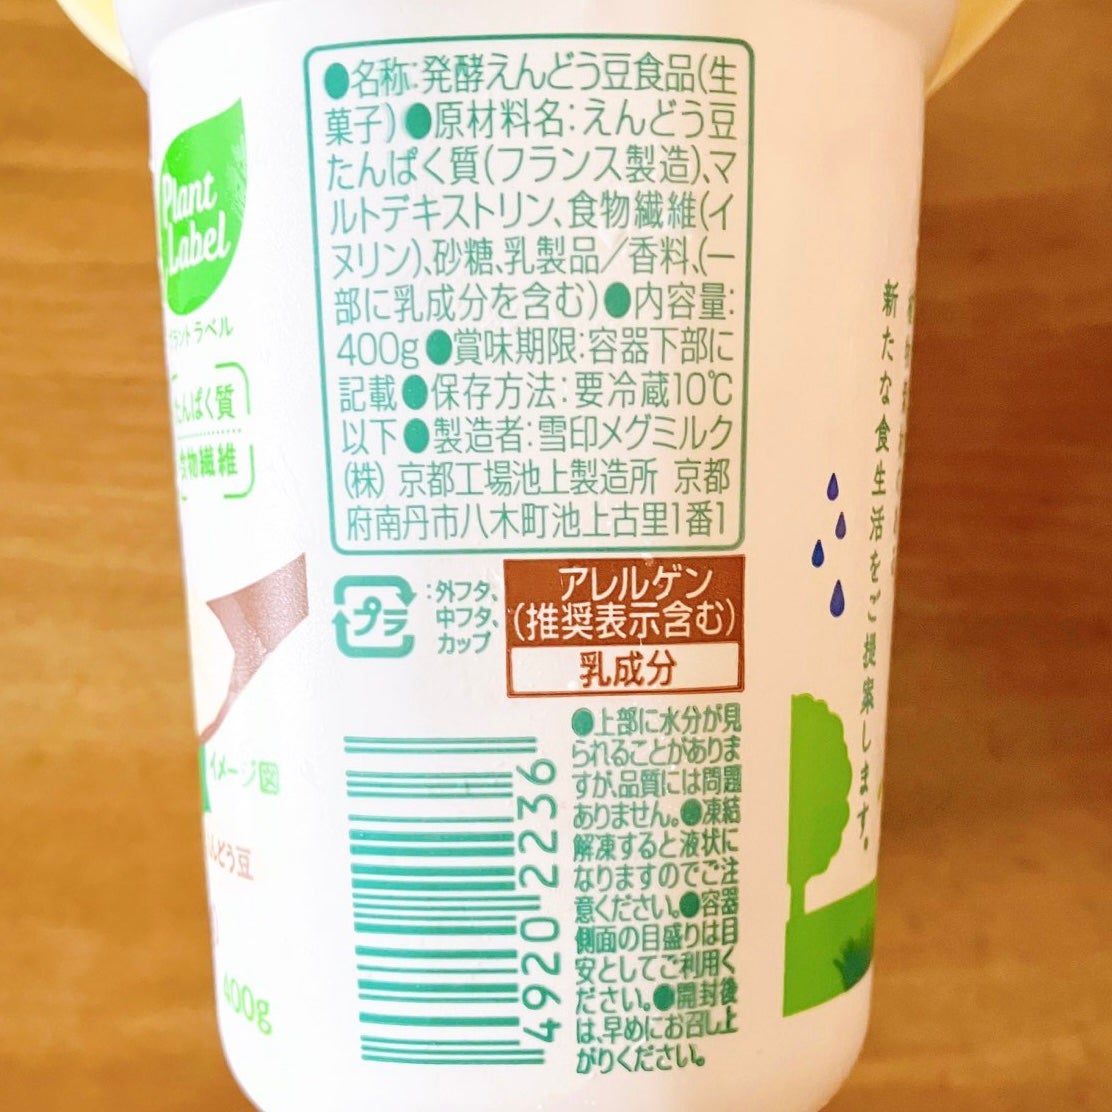 ●名称:発酵えんどう豆食品(生
菓子)●原材料名:えんどう豆
たんぱく質(フランス製造)、マ
ルトデキストリン、食物繊維(イ
ヌリン)、砂糖、乳製品／香料、(一
部に乳成分を含む)●内容量:
400g●賞味期限:容器下部に
記載●保存方法:要冷蔵10℃
以下●製造者:雪印メグミルク
(株) 京都工場池上製造所 京都
府南丹市八木町池上古里1番1
プラ
:外フタ、
中フタ、
カップ
アレルゲン
(推奨表示含む)
乳成分
●上部に水分が見
られることがありま
すが、品質には問題
ありません。●凍結
解凍すると液状に
なりますのでご注
意ください。●容器
側面の目盛りは目
安としてご利用く
ださい。●開封後
は、早めにお召し上
がりください。
4920 2236
Plant
Label
プラントラベル
たんぱく質
食物繊維
イメージ図
んどう豆
400g
新たな食生活をご提案します。